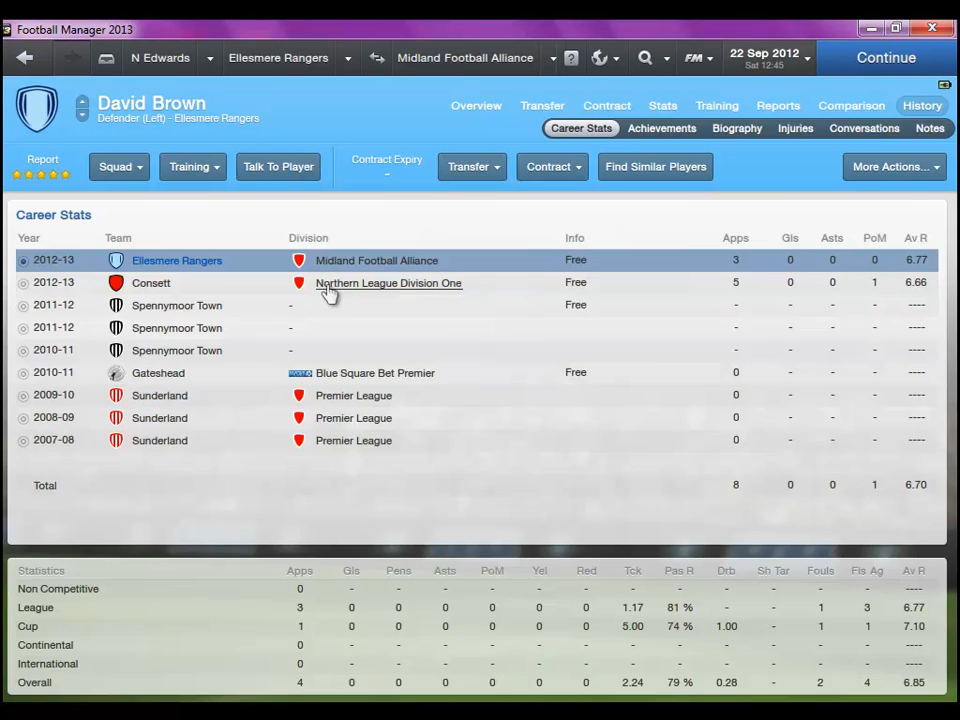 Football Manager 2013
N Edwards Ellesmere Rangers Midland Football Alliance ? FM 22 Sep 2012 Sat 12:45 Continue
David Brown
Defender (Left) - Ellesmere Rangers
Overview Transfer Contract Stats Training Reports Comparison History
Career Stats Achievements Biography Injuries Conversations Notes
Report Squad Training Talk To Player Contract Expiry - Transfer Contract Find Similar Players More Actions...
Career Stats
Year Team Division Info Apps Gls Asts PoM Av R
2012-13 Ellesmere Rangers Midland Football Alliance Free 3 0 0 0 6.77
2012-13 Consett Northern League Division One Free 5 0 0 1 6.66
2011-12 Spennymoor Town - Free - - - - ----
2011-12 Spennymoor Town - - - - - ----
2010-11 Spennymoor Town - - - - - ----
2010-11 Gateshead Blue Square Bet Premier Free 0 - - - ----
2009-10 Sunderland Premier League 0 - - - ----
2008-09 Sunderland Premier League 0 - - - ----
2007-08 Sunderland Premier League 0 - - - ----
Total 8 0 0 1 6.70
Statistics Apps Gls Pens Asts PoM Yel Red Tck Pas R Drb Sh Tar Fouls Fls Ag Av R
Non Competitive 0 - - - - - - - - - - - - ----
League 3 0 0 0 0 0 0 1.17 81 % - - 1 3 6.77
Cup 1 0 0 0 0 0 0 5.00 74 % 1.00 - 1 1 7.10
Continental 0 - - - - - - - - - - - - ----
International 0 - - - - - - - - - - - - ----
Overall 4 0 0 0 0 0 0 2.24 79 % 0.28 - 2 4 6.85